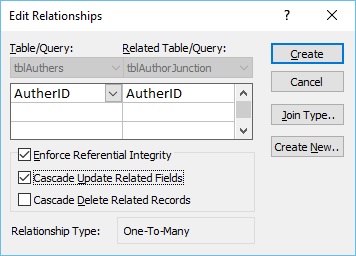 Edit Relationships ? ×
Table/Query: Related Table/Query:
tblAuthers tblAuthorJunction
AutherID AutherID
Create
Cancel
Join Type..
Create New..
Enforce Referential Integrity
Cascade Update Related Fields
Cascade Delete Related Records
Relationship Type: One-To-Many